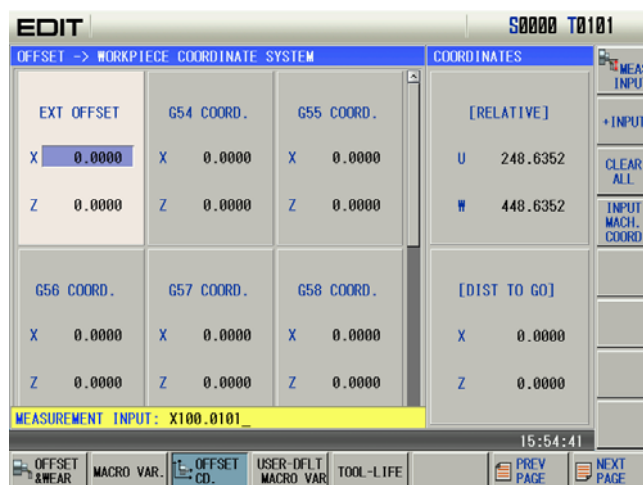 EDIT
S0000 T0101
OFFSET -> WORKPIECE COORDINATE SYSTEM
COORDINATES
EXT OFFSET
X 0.0000
Z 0.0000
G54 COORD.
X 0.0000
Z 0.0000
G55 COORD.
X 0.0000
Z 0.0000
[RELATIVE]
U 248.6352
W 448.6352
G56 COORD.
X 0.0000
Z 0.0000
G57 COORD.
X 0.0000
Z 0.0000
G58 COORD.
X 0.0000
Z 0.0000
[DIST TO GO]
X 0.0000
Z 0.0000
MEASUREMENT INPUT: X100.0101_
15:54:41
+INPUT
CLEAR
ALL
INPUT
MACH.
COORD
OFFSET
&WEAR
MACRO VAR.
OFFSET
CD.
USER-DFLT
MACRO VAR
TOOL-LIFE
PREV
PAGE
NEXT
PAGE